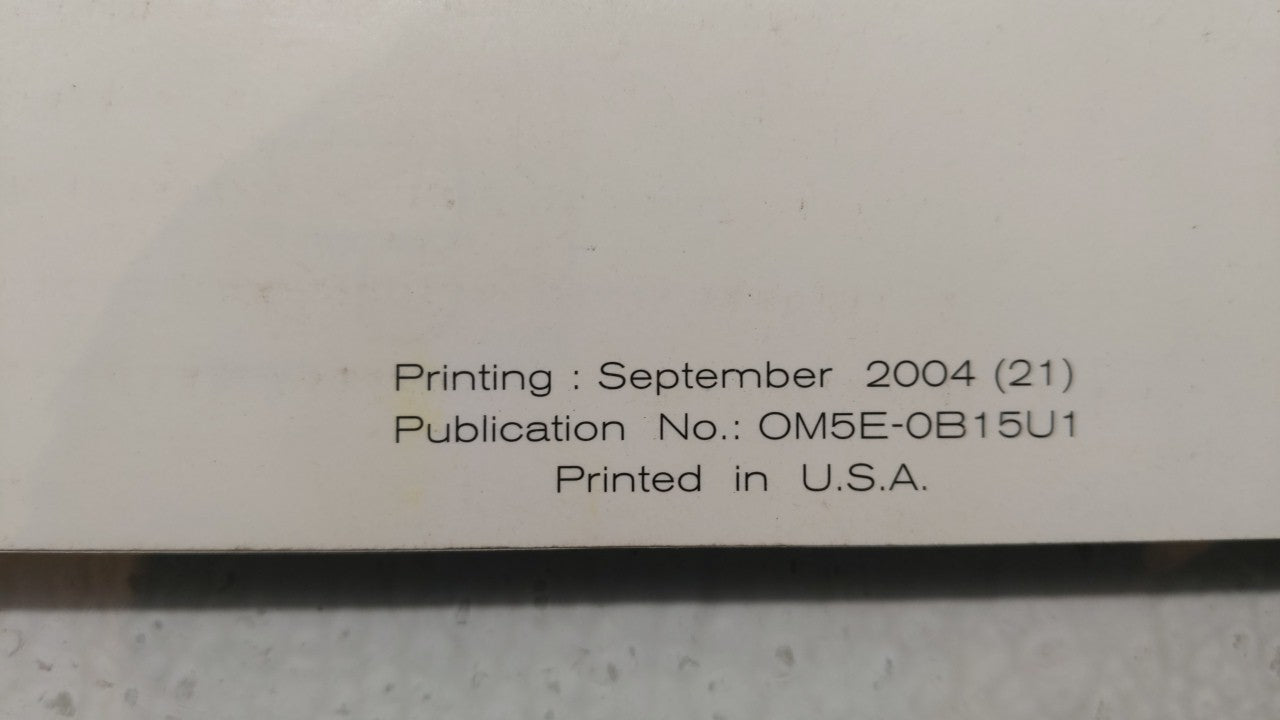 Printing : September 2004 (21)
Publication No.: OM5E-0B15U1
Printed in U.S.A.